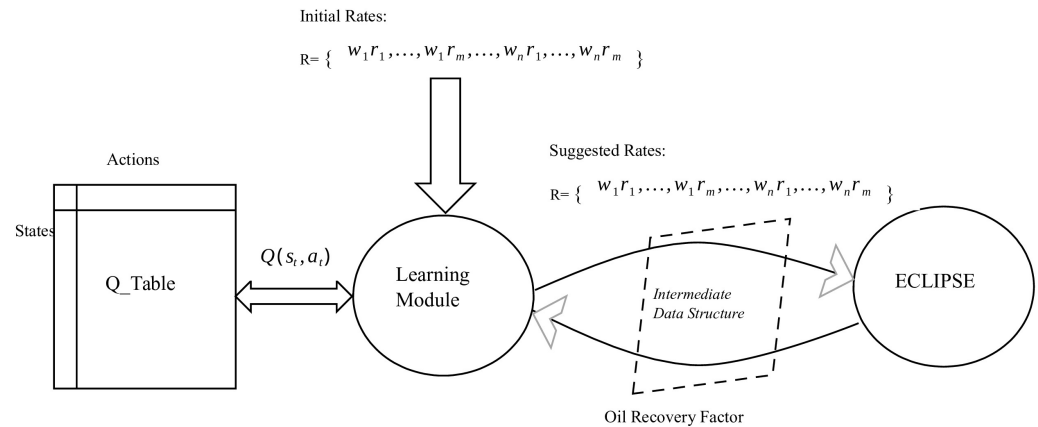 Initial Rates:
R= { w₁r₁,…,w₁rₘ,…,wₙr₁,…,wₙrₘ }
Suggested Rates:
R= { w₁r₁,…,w₁rₘ,…,wₙr₁,…,wₙrₘ }
Actions
States
Q_Table
Q(sₜ,aₜ)
Learning
Module
Intermediate
Data Structure
ECLIPSE
Oil Recovery Factor